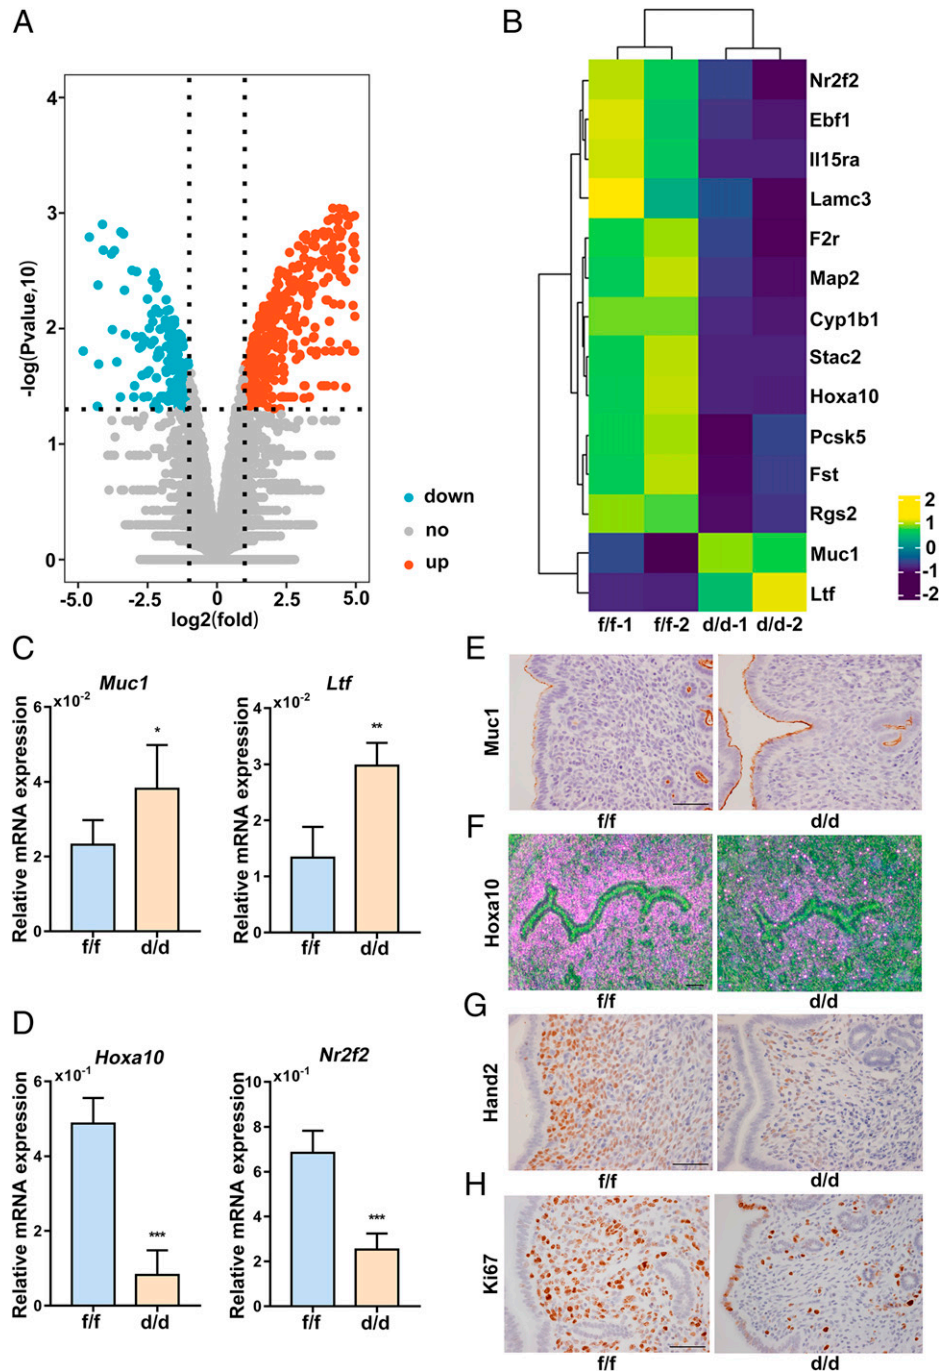 A
4
3
2
1
0
-log(Pvalue,10)
-5.0 -2.5 0 2.5 5.0
log2(fold)
down
no
up
B
Nr2f2
Ebf1
Il15ra
Lamc3
F2r
Map2
Cyp1b1
Stac2
Hoxa10
Pcsk5
Fst
Rgs2
Muc1
Ltf
f/f-1 f/f-2 d/d-1 d/d-2
2
1
0
-1
-2
C
Muc1
x10-2
Relative mRNA expression
6
4
2
0
*
f/f d/d
Ltf
x10-2
Relative mRNA expression
4
3
2
1
0
**
f/f d/d
D
Hoxa10
x10-1
Relative mRNA expression
6
4
2
0
***
f/f d/d
Nr2f2
x10-1
Relative mRNA expression
10
8
6
4
2
0
***
f/f d/d
E
Muc1
f/f d/d
F
Hoxa10
f/f d/d
G
Hand2
f/f d/d
H
Ki67
f/f d/d